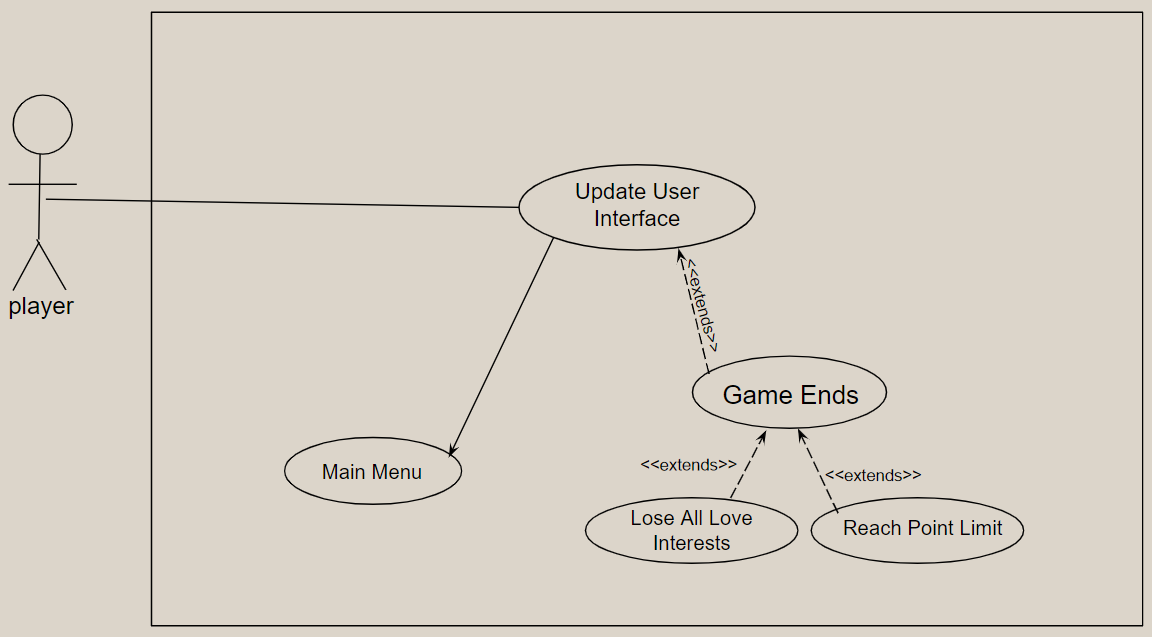 player
Update User
Interface
<<extends>>
Game Ends
Main Menu
<<extends>>
<<extends>>
Lose All Love
Interests
Reach Point Limit